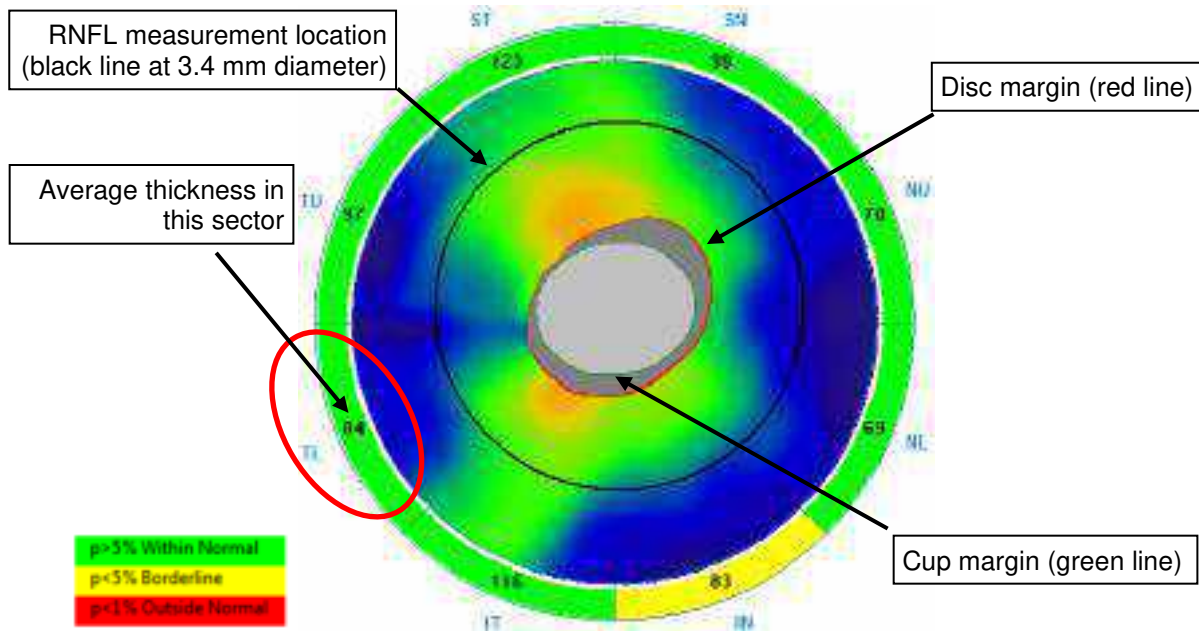 ST
SN
RNFL measurement location
(black line at 3.4 mm diameter)
123
Disc margin (red line)
Average thickness in
this sector
TU
NU
97
70
84
69
TL
NL
p>5% Within Normal
p<5% Borderline
p<1% Outside Normal
Cup margin (green line)
116
83
IT
IN